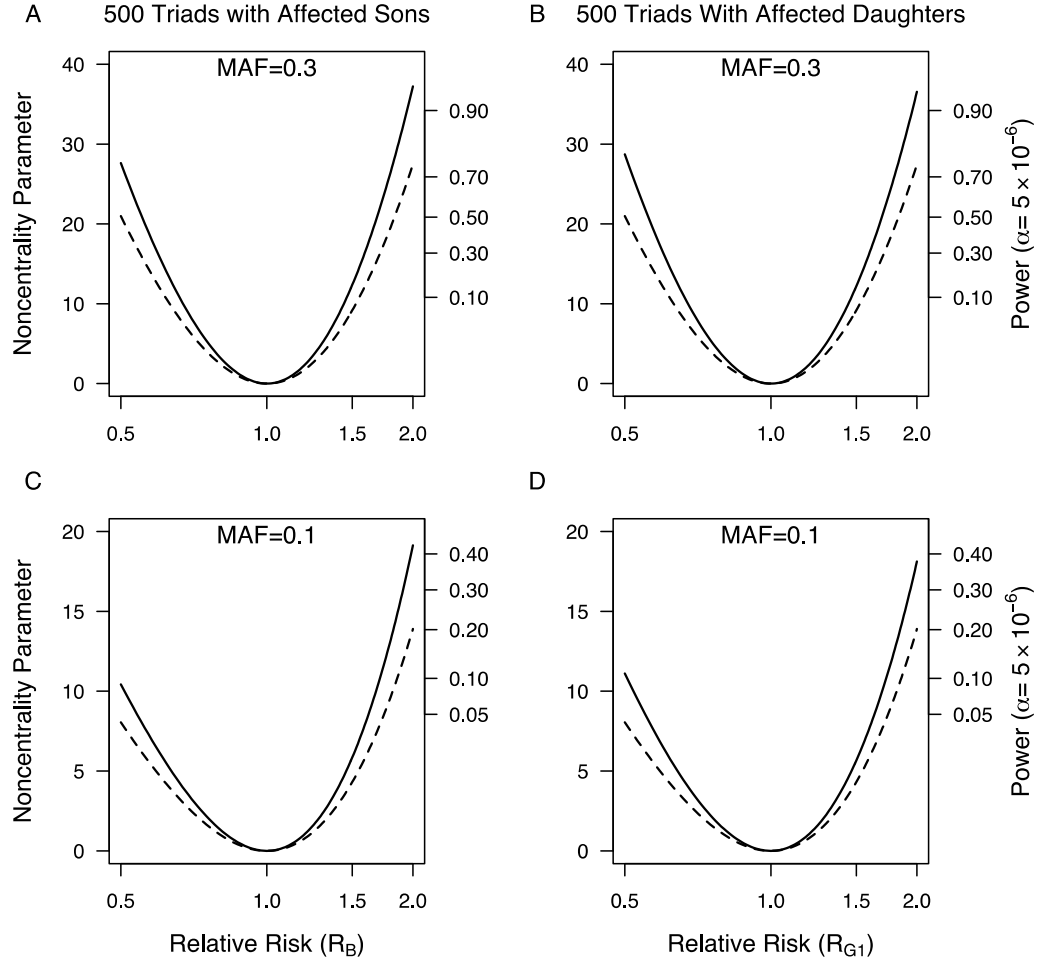 A 500 Triads with Affected Sons
B 500 Triads With Affected Daughters
MAF=0.3
Noncentrality Parameter
40
30
20
10
0
0.90
0.70
0.50
0.30
0.10
0.5 1.0 1.5 2.0
MAF=0.3
40
30
20
10
0
0.90
0.70
0.50
0.30
0.10
Power (α= 5 × 10⁻⁶)
0.5 1.0 1.5 2.0
C
MAF=0.1
Noncentrality Parameter
20
15
10
5
0
0.40
0.30
0.20
0.10
0.05
0.5 1.0 1.5 2.0
Relative Risk (R_B)
D
MAF=0.1
20
15
10
5
0
0.40
0.30
0.20
0.10
0.05
Power (α= 5 × 10⁻⁶)
0.5 1.0 1.5 2.0
Relative Risk (R_G1)